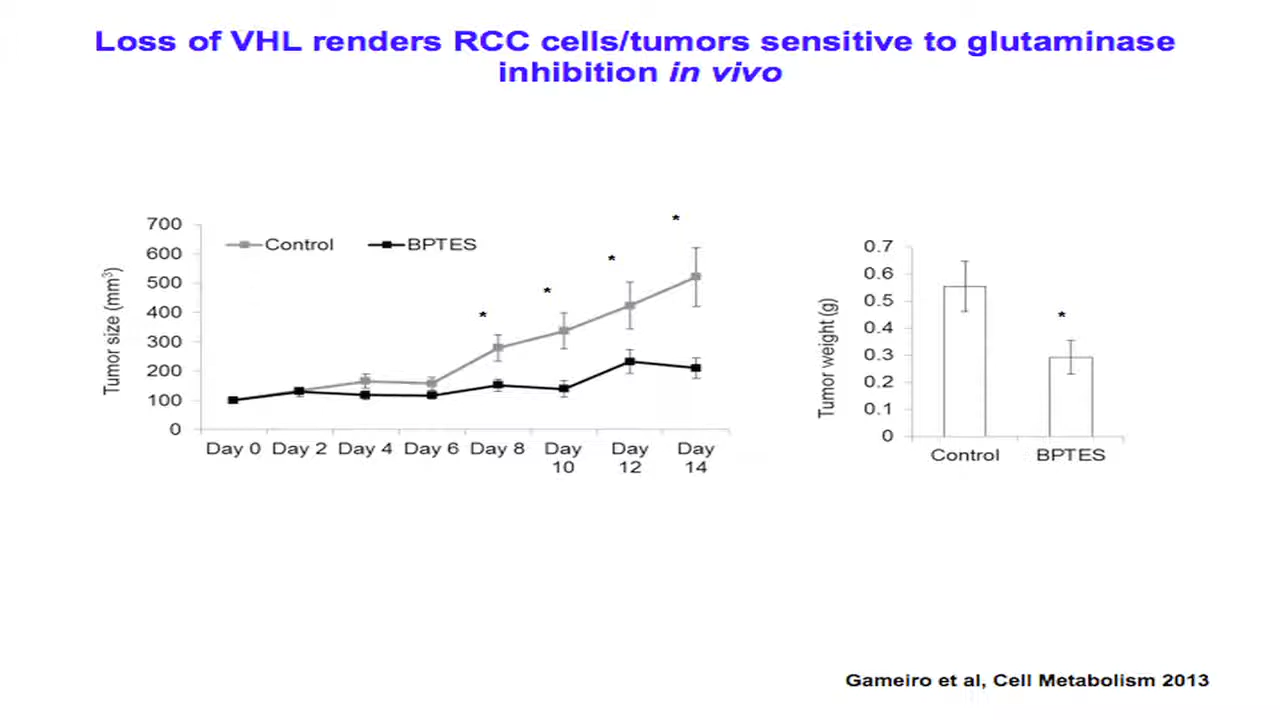 Loss of VHL renders RCC cells/tumors sensitive to glutaminase
inhibition in vivo
Tumor size (mm³)
700
600
500
400
300
200
100
0
Control
BPTES
*
*
*
*
Day 0 Day 2 Day 4 Day 6 Day 8 Day Day Day
10 12 14
Tumor weight (g)
0.7
0.6
0.5
0.4
0.3
0.2
0.1
0
*
Control BPTES
Gameiro et al, Cell Metabolism 2013